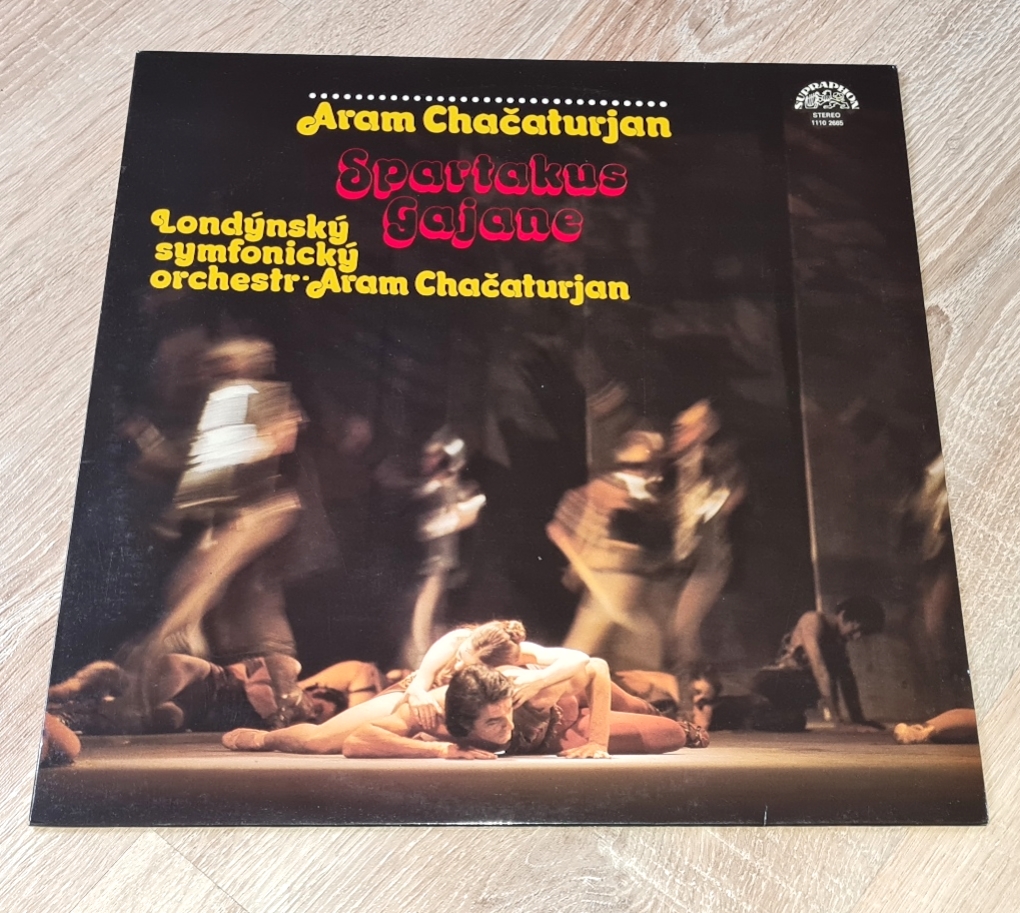 SUPRAPHON
STEREO
1110 2665
Aram Chačaturjan
Spartakus
Gajane
Londýnský
symfonický
orchestr·Aram Chačaturjan